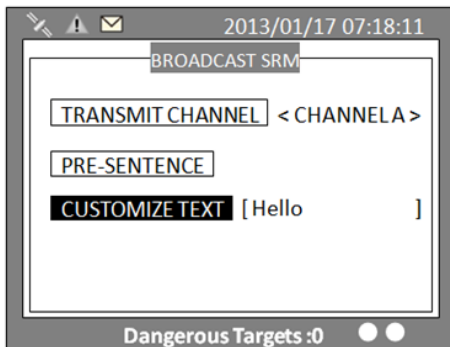 2013/01/17 07:18:11
BROADCAST SRM
TRANSMIT CHANNEL < CHANNEL A >
PRE-SENTENCE
CUSTOMIZE TEXT [Hello ]
Dangerous Targets :0